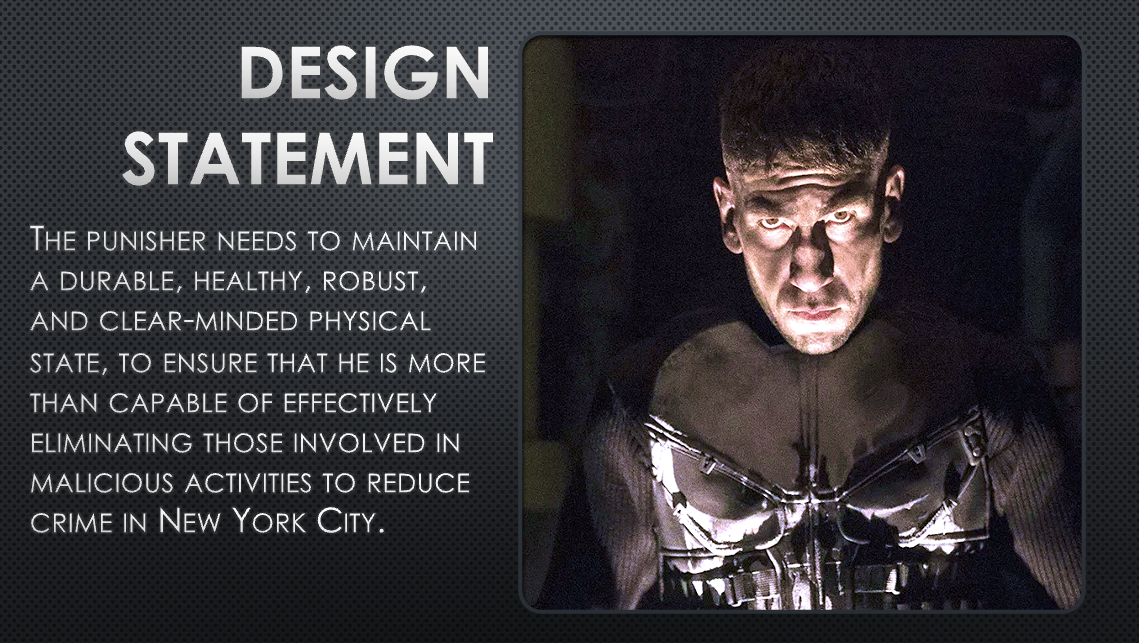 DESIGN
STATEMENT
THE PUNISHER NEEDS TO MAINTAIN
A DURABLE, HEALTHY, ROBUST,
AND CLEAR-MINDED PHYSICAL
STATE, TO ENSURE THAT HE IS MORE
THAN CAPABLE OF EFFECTIVELY
ELIMINATING THOSE INVOLVED IN
MALICIOUS ACTIVITIES TO REDUCE
CRIME IN NEW YORK CITY.